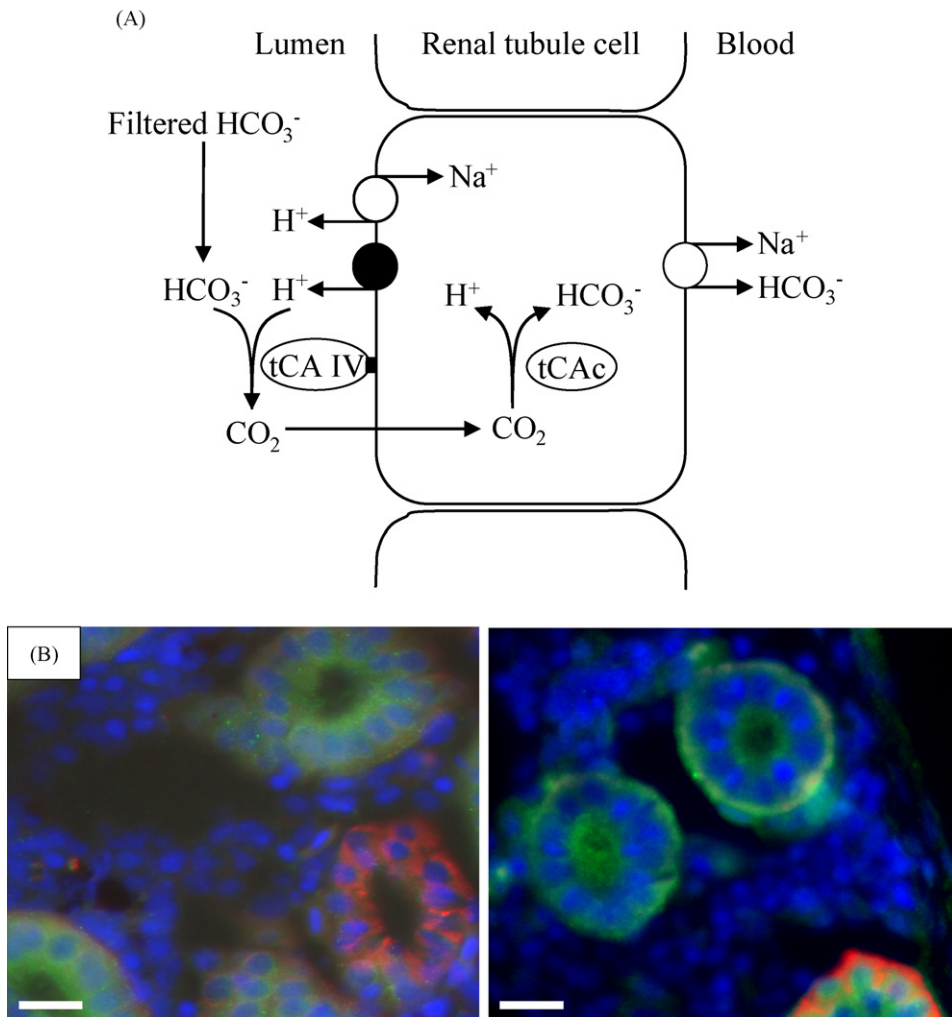 (A)
Lumen Renal tubule cell Blood
Filtered HCO₃⁻
Na⁺
H⁺
Na⁺
HCO₃⁻ H⁺ H⁺ HCO₃⁻ HCO₃⁻
tCA IV tCAc
CO₂ CO₂
(B)